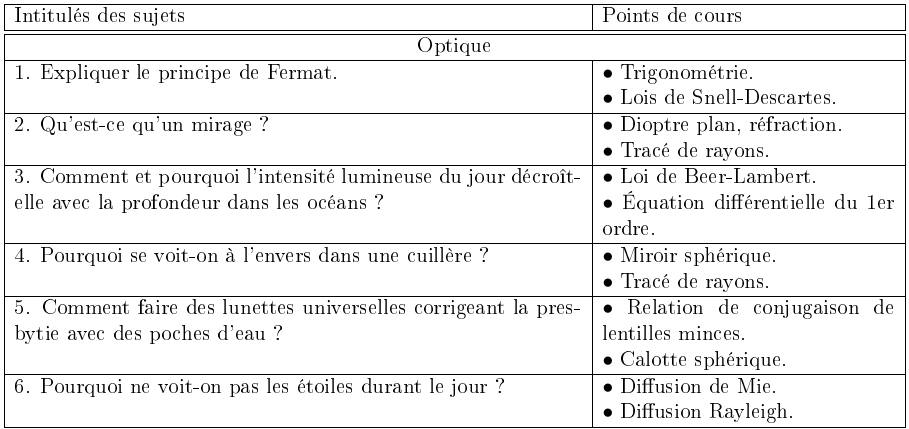 Intitulés des sujets
Points de cours
Optique
1. Expliquer le principe de Fermat.
• Trigonométrie.
• Lois de Snell-Descartes.
2. Qu'est-ce qu'un mirage ?
• Dioptre plan, réfraction.
• Tracé de rayons.
3. Comment et pourquoi l'intensité lumineuse du jour décroît-
elle avec la profondeur dans les océans ?
• Loi de Beer-Lambert.
• Équation différentielle du 1er
ordre.
4. Pourquoi se voit-on à l'envers dans une cuillère ?
• Miroir sphérique.
• Tracé de rayons.
5. Comment faire des lunettes universelles corrigeant la pres-
bytie avec des poches d'eau ?
• Relation de conjugaison de
lentilles minces.
• Calotte sphérique.
6. Pourquoi ne voit-on pas les étoiles durant le jour ?
• Diffusion de Mie.
• Diffusion Rayleigh.